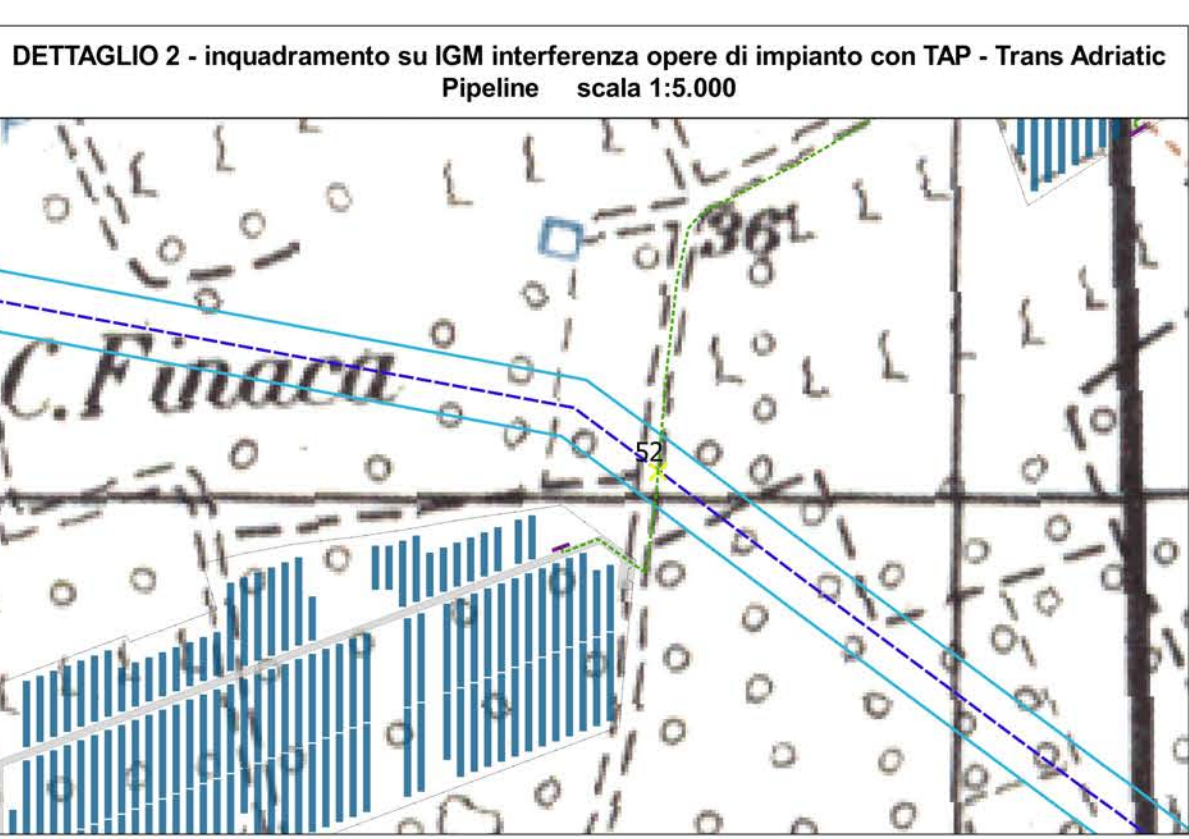 DETTAGLIO 2 - inquadramento su IGM interferenza opere di impianto con TAP - Trans Adriatic
Pipeline scala 1:5.000
36
C. Finaca
52